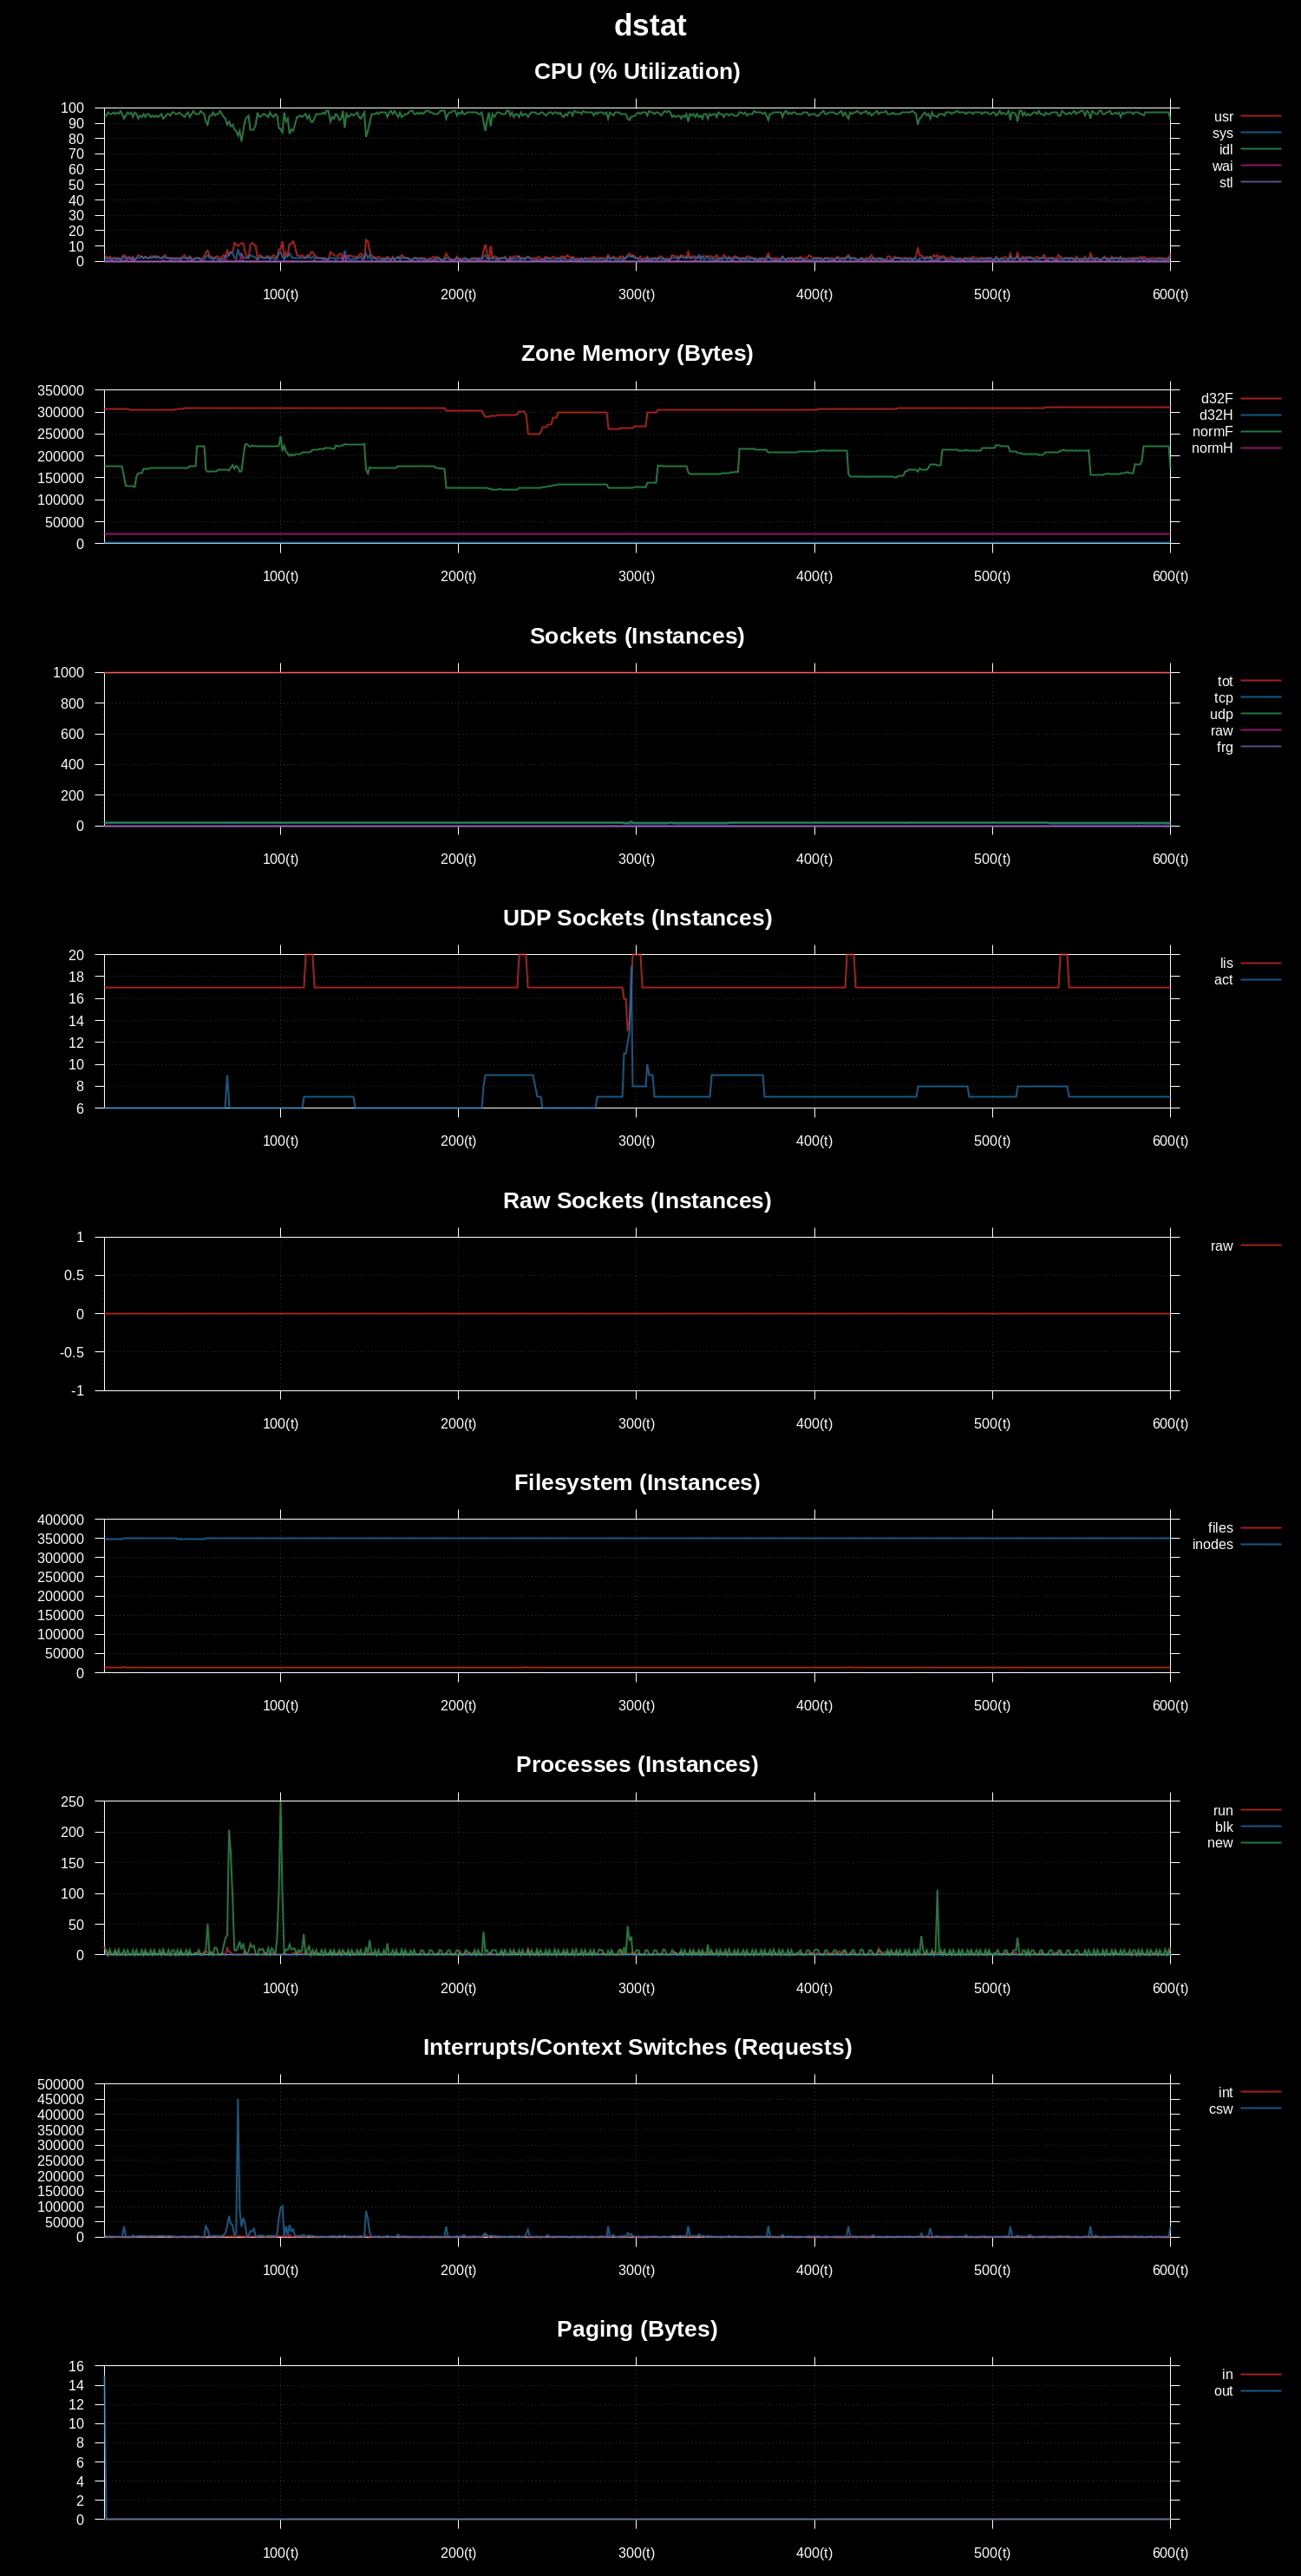 dstat
CPU (% Utilization)
100
90
80
70
60
50
40
30
20
10
0
100(t) 200(t) 300(t) 400(t) 500(t) 600(t)
usr
sys
idl
wai
stl
Zone Memory (Bytes)
350000
300000
250000
200000
150000
100000
50000
0
100(t) 200(t) 300(t) 400(t) 500(t) 600(t)
d32F
d32H
normF
normH
Sockets (Instances)
1000
800
600
400
200
0
100(t) 200(t) 300(t) 400(t) 500(t) 600(t)
tot
tcp
udp
raw
frg
UDP Sockets (Instances)
20
18
16
14
12
10
8
6
100(t) 200(t) 300(t) 400(t) 500(t) 600(t)
lis
act
Raw Sockets (Instances)
1
0.5
0
-0.5
-1
100(t) 200(t) 300(t) 400(t) 500(t) 600(t)
raw
Filesystem (Instances)
400000
350000
300000
250000
200000
150000
100000
50000
0
100(t) 200(t) 300(t) 400(t) 500(t) 600(t)
files
inodes
Processes (Instances)
250
200
150
100
50
0
100(t) 200(t) 300(t) 400(t) 500(t) 600(t)
run
blk
new
Interrupts/Context Switches (Requests)
500000
450000
400000
350000
300000
250000
200000
150000
100000
50000
0
100(t) 200(t) 300(t) 400(t) 500(t) 600(t)
int
csw
Paging (Bytes)
16
14
12
10
8
6
4
2
0
100(t) 200(t) 300(t) 400(t) 500(t) 600(t)
in
out